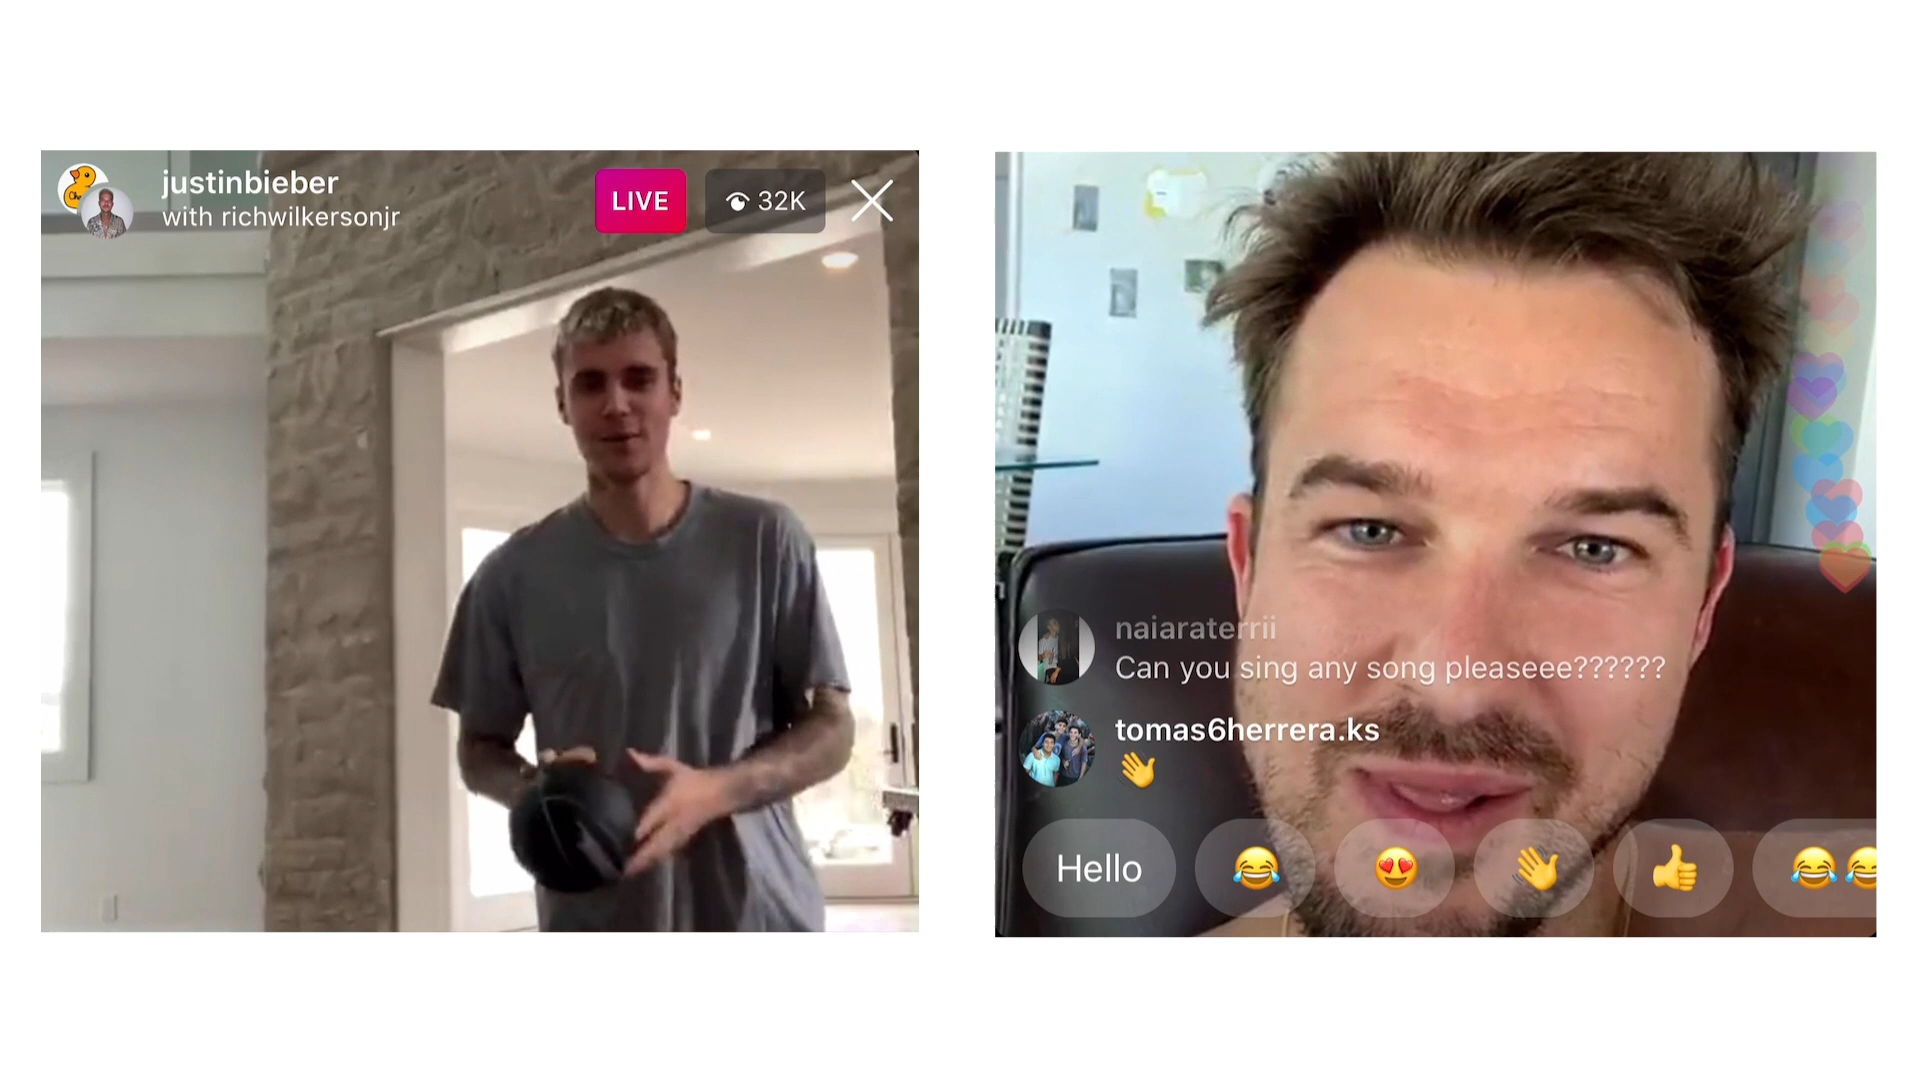 justinbieber
with richwilkersonjr
LIVE
32K
naiaraterrii
Can you sing any song pleaseee??????
tomas6herrera.ks
Hello